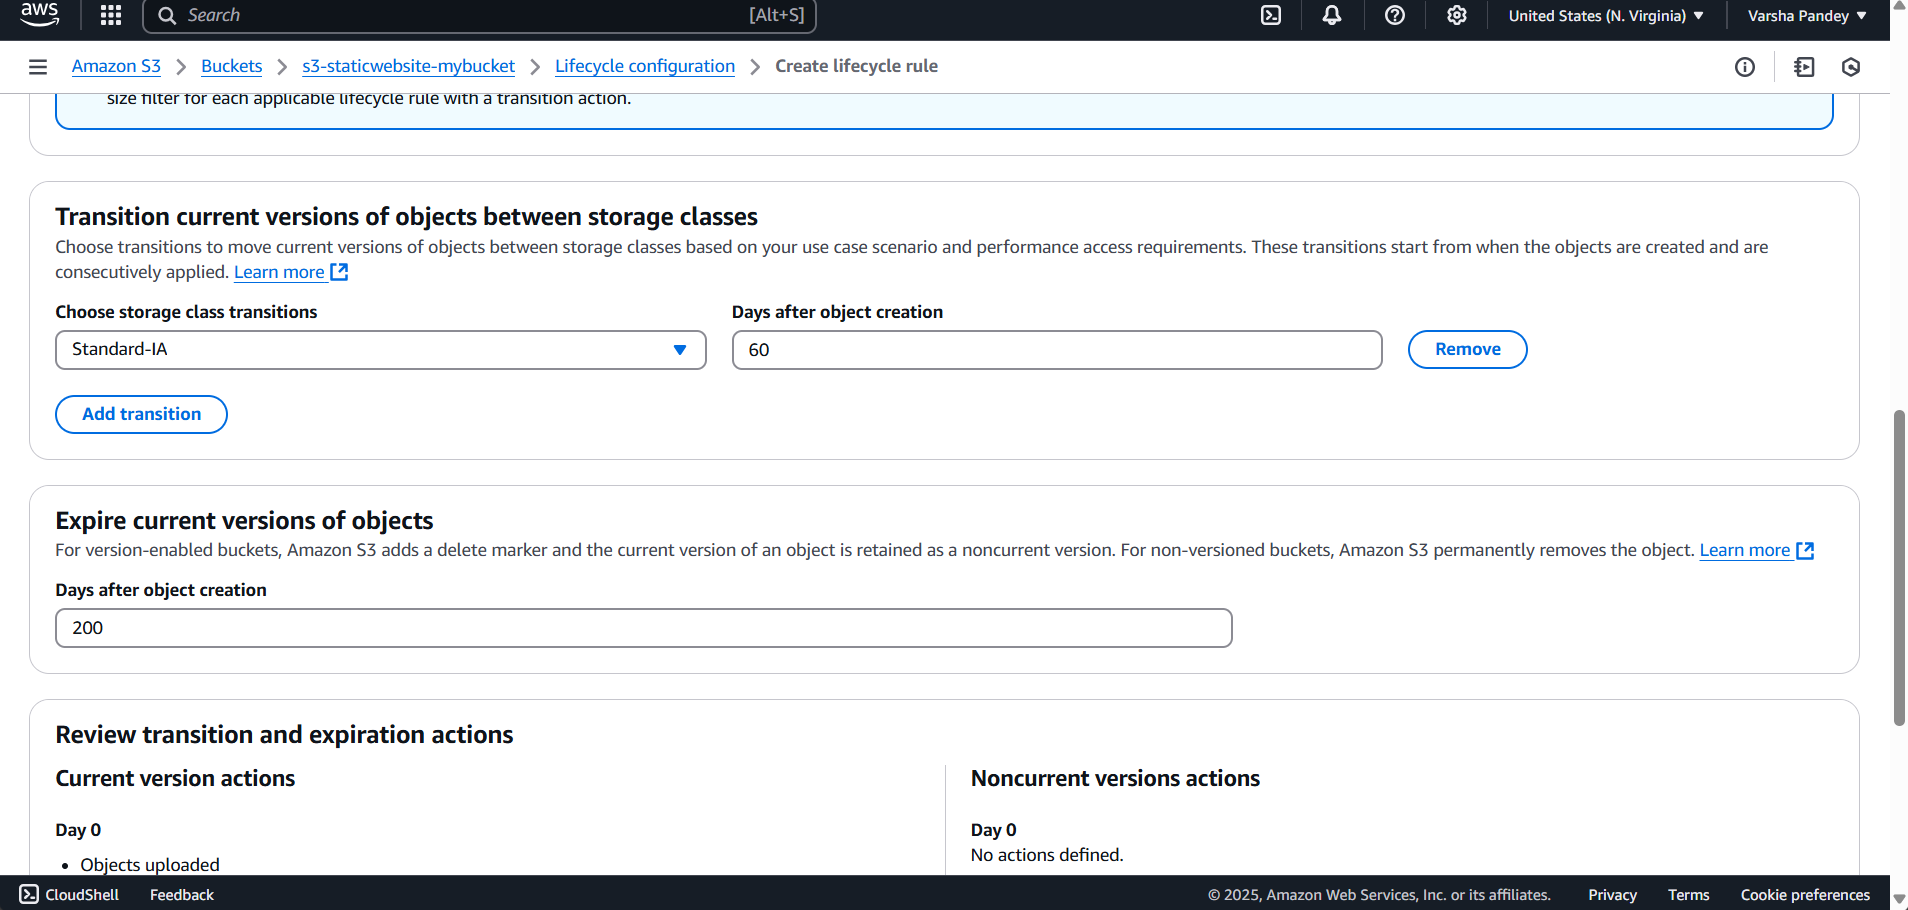 aws
Search [Alt+S]
United States (N. Virginia)
Varsha Pandey
Amazon S3 > Buckets > s3-staticwebsite-mybucket > Lifecycle configuration > Create lifecycle rule
size filter for each applicable lifecycle rule with a transition action.
Transition current versions of objects between storage classes
Choose transitions to move current versions of objects between storage classes based on your use case scenario and performance access requirements. These transitions start from when the objects are created and are
consecutively applied. Learn more
Choose storage class transitions
Days after object creation
Standard-IA
60
Remove
Add transition
Expire current versions of objects
For version-enabled buckets, Amazon S3 adds a delete marker and the current version of an object is retained as a noncurrent version. For non-versioned buckets, Amazon S3 permanently removes the object. Learn more
Days after object creation
200
Review transition and expiration actions
Current version actions
Day 0
• Objects uploaded
Noncurrent versions actions
Day 0
No actions defined.
CloudShell
Feedback
© 2025, Amazon Web Services, Inc. or its affiliates.
Privacy
Terms
Cookie preferences